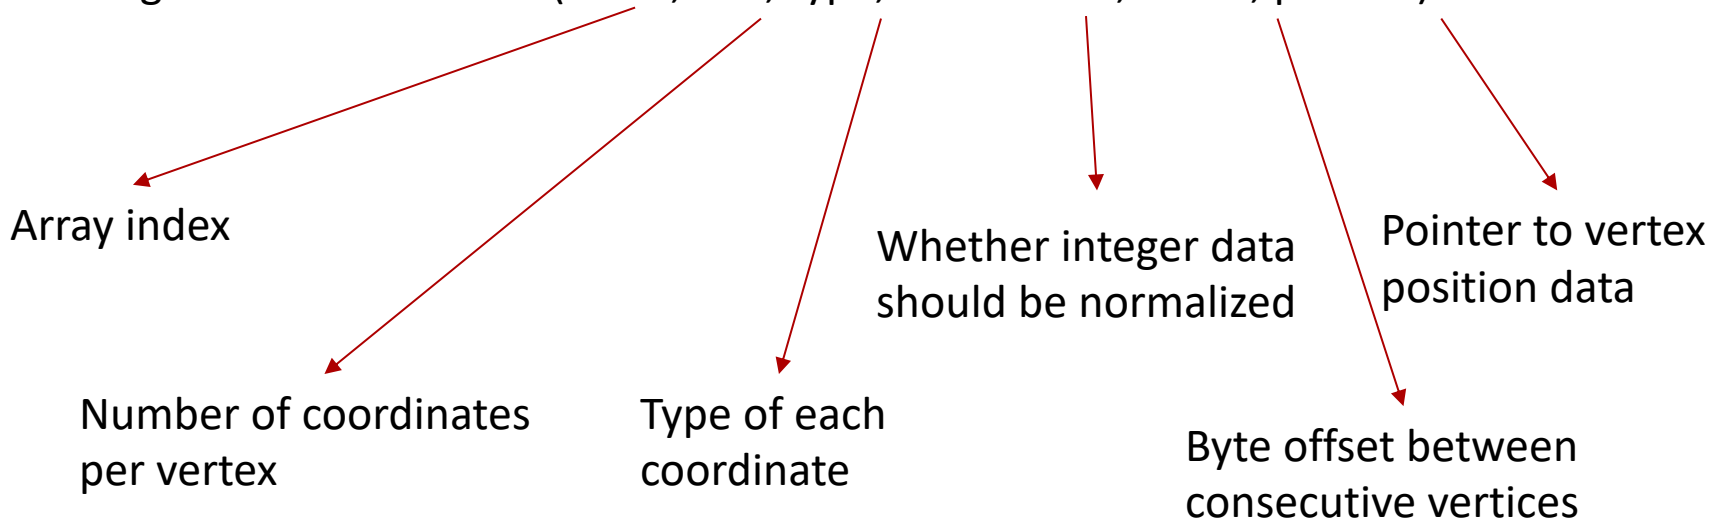 Array index
Whether integer data
should be normalized
Pointer to vertex
position data
Number of coordinates
per vertex
Type of each
coordinate
Byte offset between
consecutive vertices